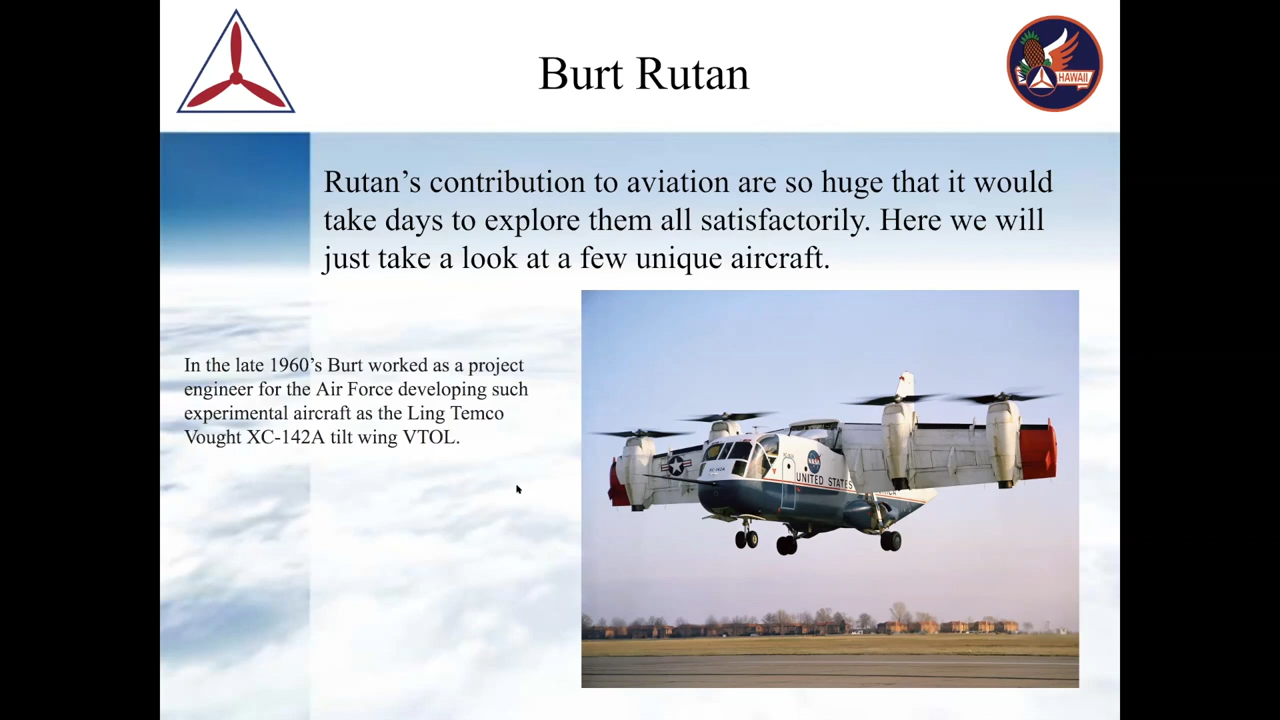 Burt Rutan
HAWAII
Rutan’s contribution to aviation are so huge that it would
take days to explore them all satisfactorily. Here we will
just take a look at a few unique aircraft.
In the late 1960’s Burt worked as a project
engineer for the Air Force developing such
experimental aircraft as the Ling Temco
Vought XC-142A tilt wing VTOL.
NASA
UNITED STATES